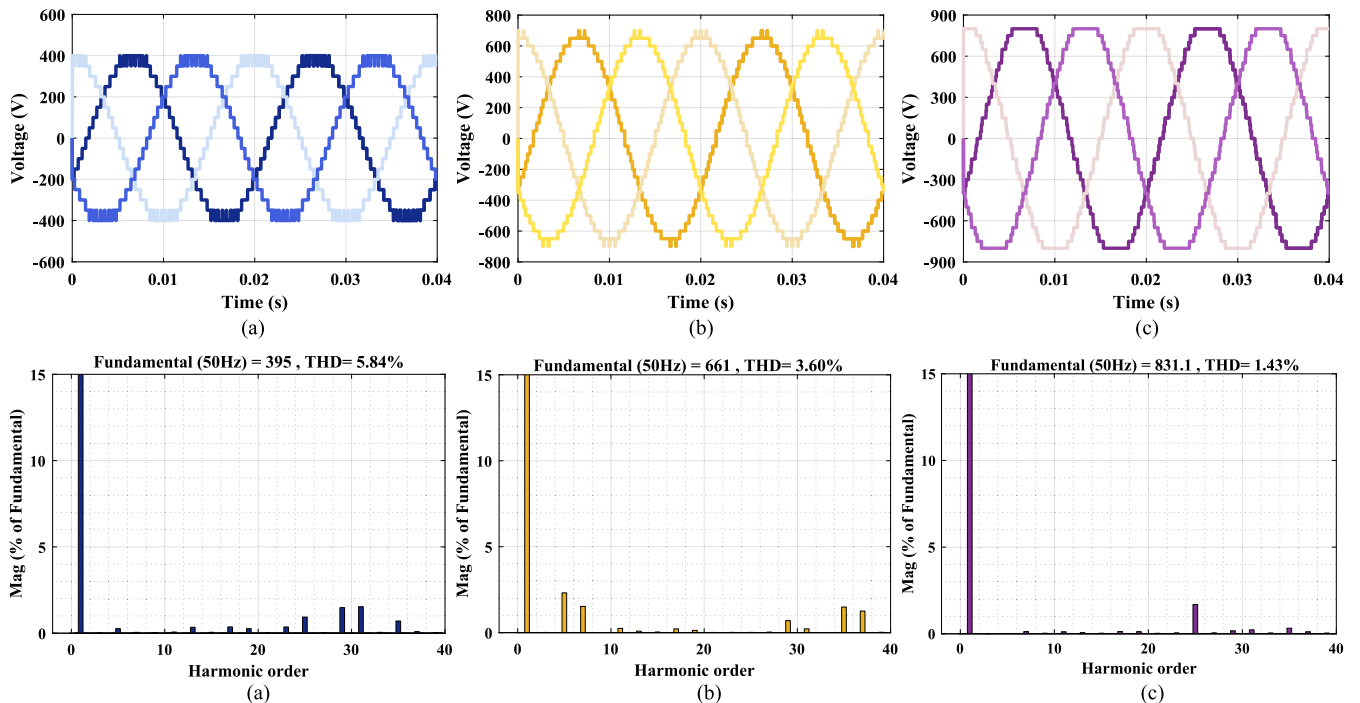 600
400
200
0
-200
-400
-600
Voltage (V)
0 0.01 0.02 0.03 0.04
Time (s)
(a)
800
600
400
200
0
-200
-400
-600
-800
Voltage (V)
0 0.01 0.02 0.03 0.04
Time (s)
(b)
900
600
300
0
-300
-600
-900
Voltage (V)
0 0.01 0.02 0.03 0.04
Time (s)
(c)
Fundamental (50Hz) = 395 , THD= 5.84%
15
10
5
0
Mag (% of Fundamental)
0 10 20 30 40
Harmonic order
(a)
Fundamental (50Hz) = 661 , THD= 3.60%
15
10
5
0
Mag (% of Fundamental)
0 10 20 30 40
Harmonic order
(b)
Fundamental (50Hz) = 831.1 , THD= 1.43%
15
10
5
0
Mag (% of Fundamental)
0 10 20 30 40
Harmonic order
(c)